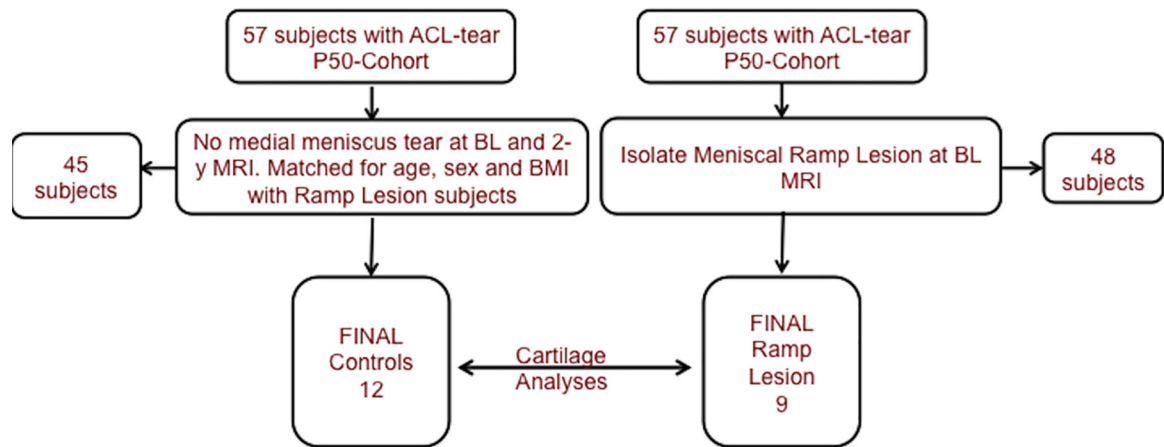 57 subjects with ACL-tear
P50-Cohort
57 subjects with ACL-tear
P50-Cohort
45
subjects
No medial meniscus tear at BL and 2-
y MRI. Matched for age, sex and BMI
with Ramp Lesion subjects
Isolate Meniscal Ramp Lesion at BL
MRI
48
subjects
FINAL
Controls
12
Cartilage
Analyses
FINAL
Ramp
Lesion
9